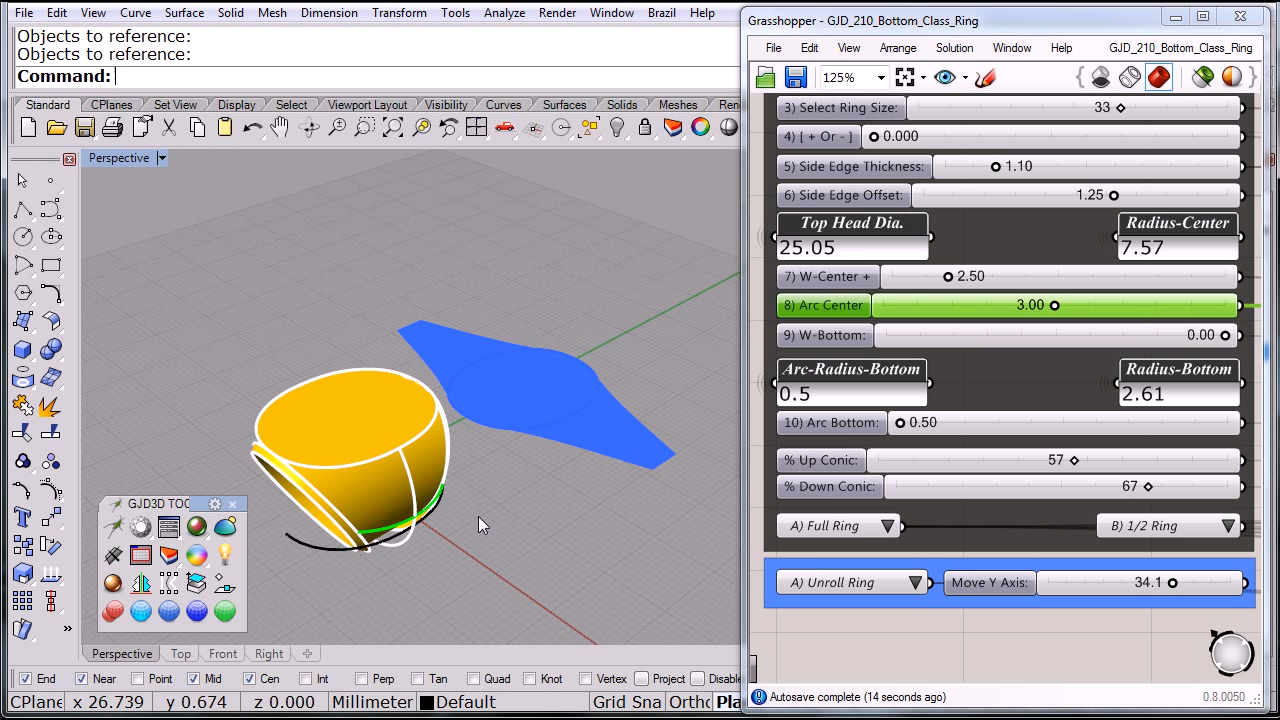 File Edit View Curve Surface Solid Mesh Dimension Transform Tools Analyze Render Window Brazil Help
Objects to reference:
Objects to reference:
Command:
Standard CPlanes Set View Display Select Viewport Layout Visibility Curves Surfaces Solids Meshes Ren
Perspective
GJD3D TOO
Perspective Top Front Right
End Near Point Mid Cen Int Perp Tan Quad Knot Vertex Project Disable
CPlane x 26.739 y 0.674 z 0.000 Millimeter Default Grid Sna Ortho Pla
Grasshopper - GJD_210_Bottom_Class_Ring
File Edit View Arrange Solution Window Help GJD_210_Bottom_Class_Ring
125%
3) Select Ring Size: 33
4) [ + Or - ] 0.000
5) Side Edge Thickness: 1.10
6) Side Edge Offset: 1.25
Top Head Dia. Radius-Center
25.05 7.57
7) W-Center + 2.50
8) Arc Center 3.00
9) W-Bottom: 0.00
Arc-Radius-Bottom Radius-Bottom
0.5 2.61
10) Arc Bottom: 0.50
% Up Conic: 57
% Down Conic: 67
A) Full Ring B) 1/2 Ring
A) Unroll Ring Move Y Axis: 34.1
Autosave complete (14 seconds ago) 0.8.0050